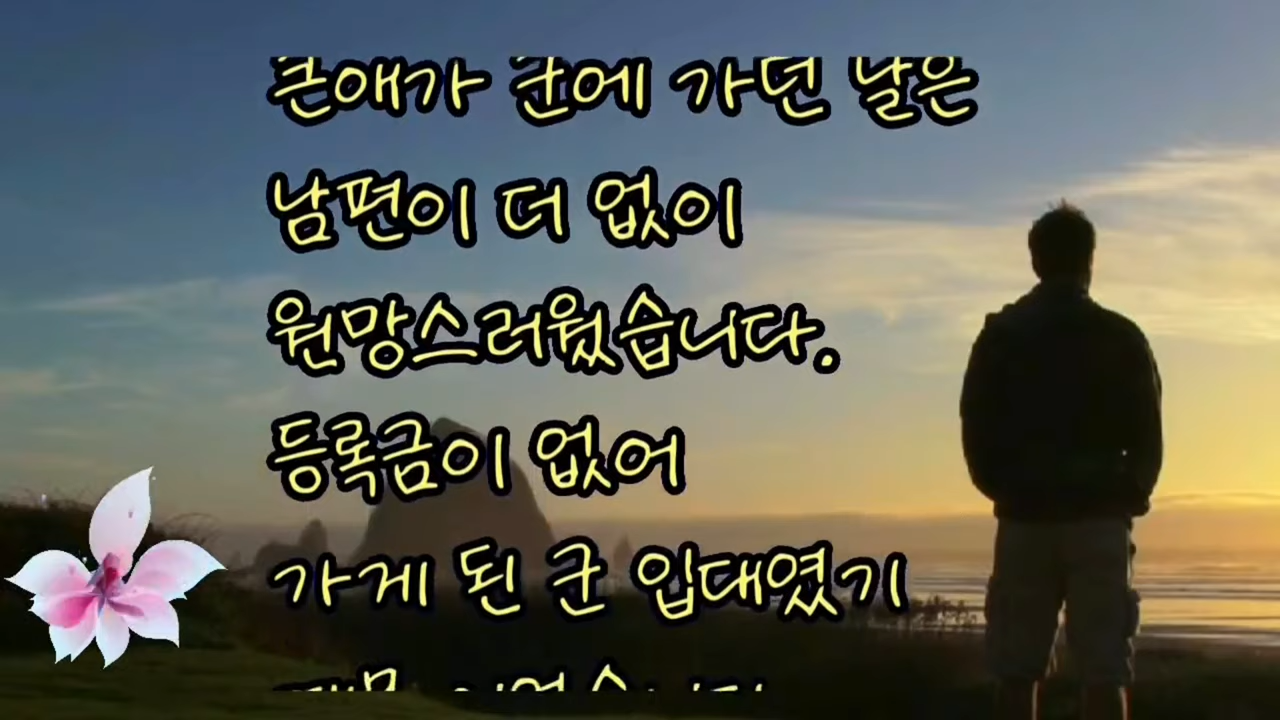 큰애가 군에 가던 날은
남편이 더 없이
원망스러웠습니다.
등록금이 없어
가게 된 군 입대였기